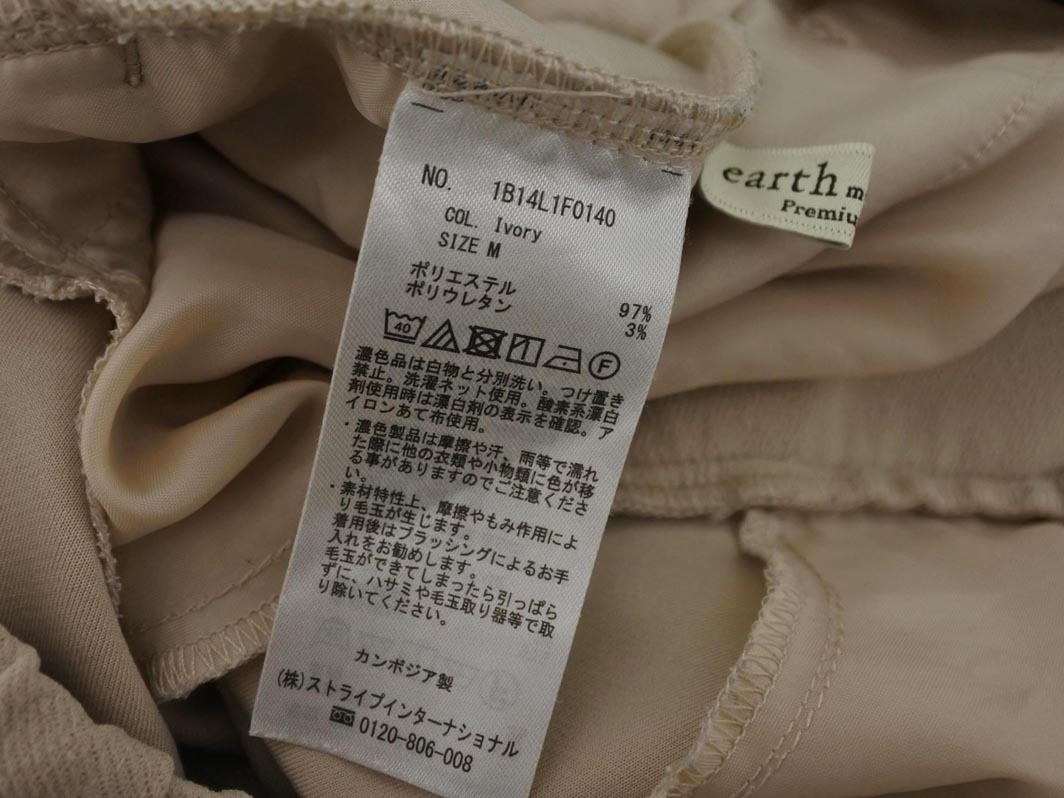 earth m
Premiu
NO. 1B14L1F0140
COL. Ivory
SIZE M
ポリエステル 97%
ポリウレタン 3%
40
F
濃色品は白物と分別洗い。つけ置き
禁止。洗濯ネット使用。酸素系漂白
剤使用時は漂白剤の表示を確認。ア
イロンあて布使用。
・濃色製品は摩擦や汗、雨等で濡れ
た際に他の衣類や小物類に色が移
る事がありますのでご注意くださ
い。
・素材特性上、摩擦やもみ作用によ
り毛玉が生じます。
着用後はブラッシングによるお手
入れをお勧めします。
毛玉ができてしまったら引っぱら
ずに、ハサミや毛玉取り器等で取
り除いてください。
カンボジア製
(株)ストライプインターナショナル
0120-806-008